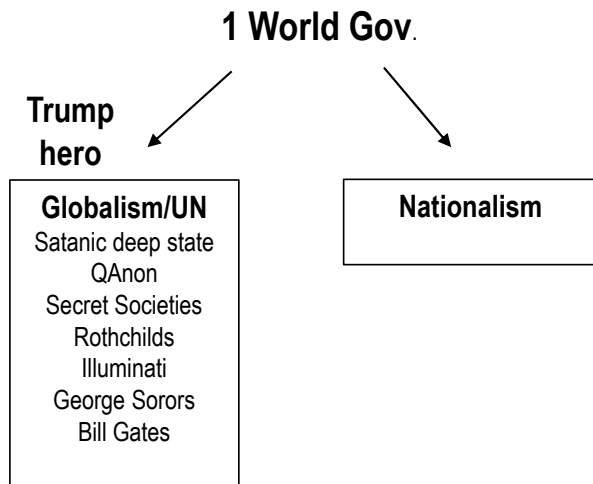 1 World Gov.
Trump
hero
Globalism/UN
Satanic deep state
QAnon
Secret Societies
Rothchilds
Illuminati
George Sorors
Bill Gates
Nationalism